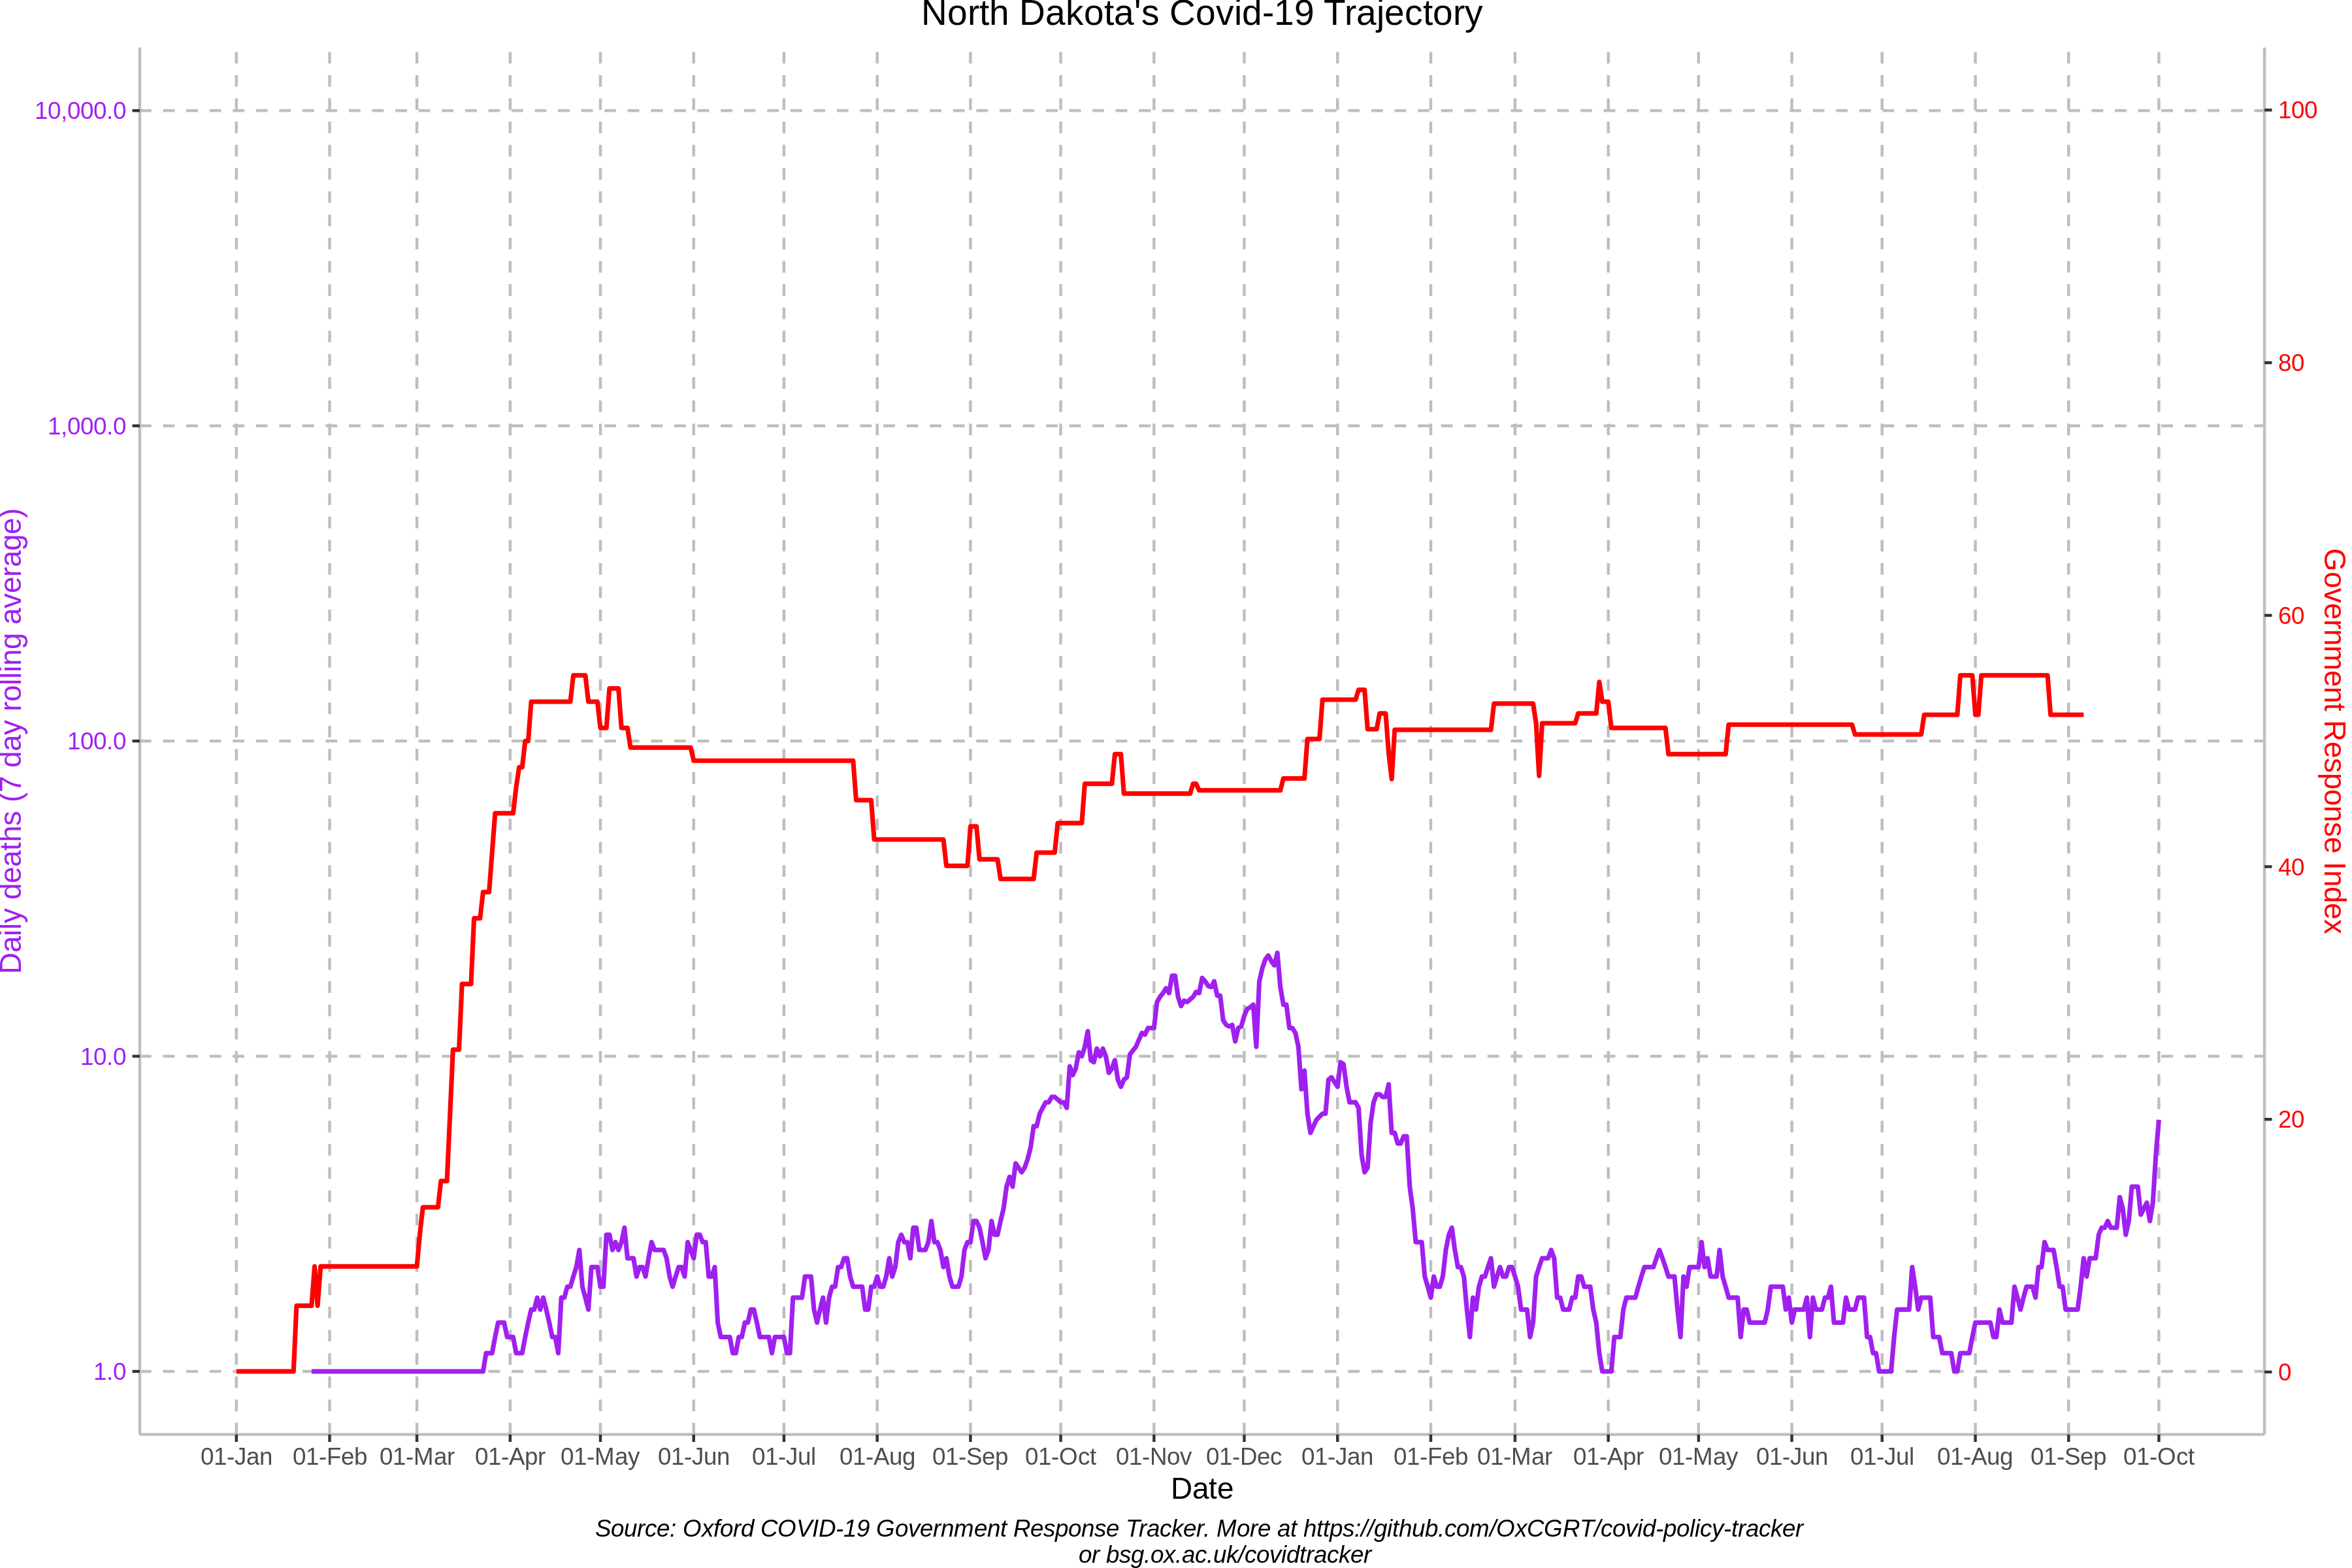 North Dakota's Covid-19 Trajectory
10,000.0
1,000.0
100.0
10.0
1.0
Daily deaths (7 day rolling average)
100
80
60
40
20
0
Government Response Index
01-Jan 01-Feb 01-Mar 01-Apr 01-May 01-Jun 01-Jul 01-Aug 01-Sep 01-Oct 01-Nov 01-Dec 01-Jan 01-Feb 01-Mar 01-Apr 01-May 01-Jun 01-Jul 01-Aug 01-Sep 01-Oct
Date
Source: Oxford COVID-19 Government Response Tracker. More at https://github.com/OxCGRT/covid-policy-tracker
or bsg.ox.ac.uk/covidtracker